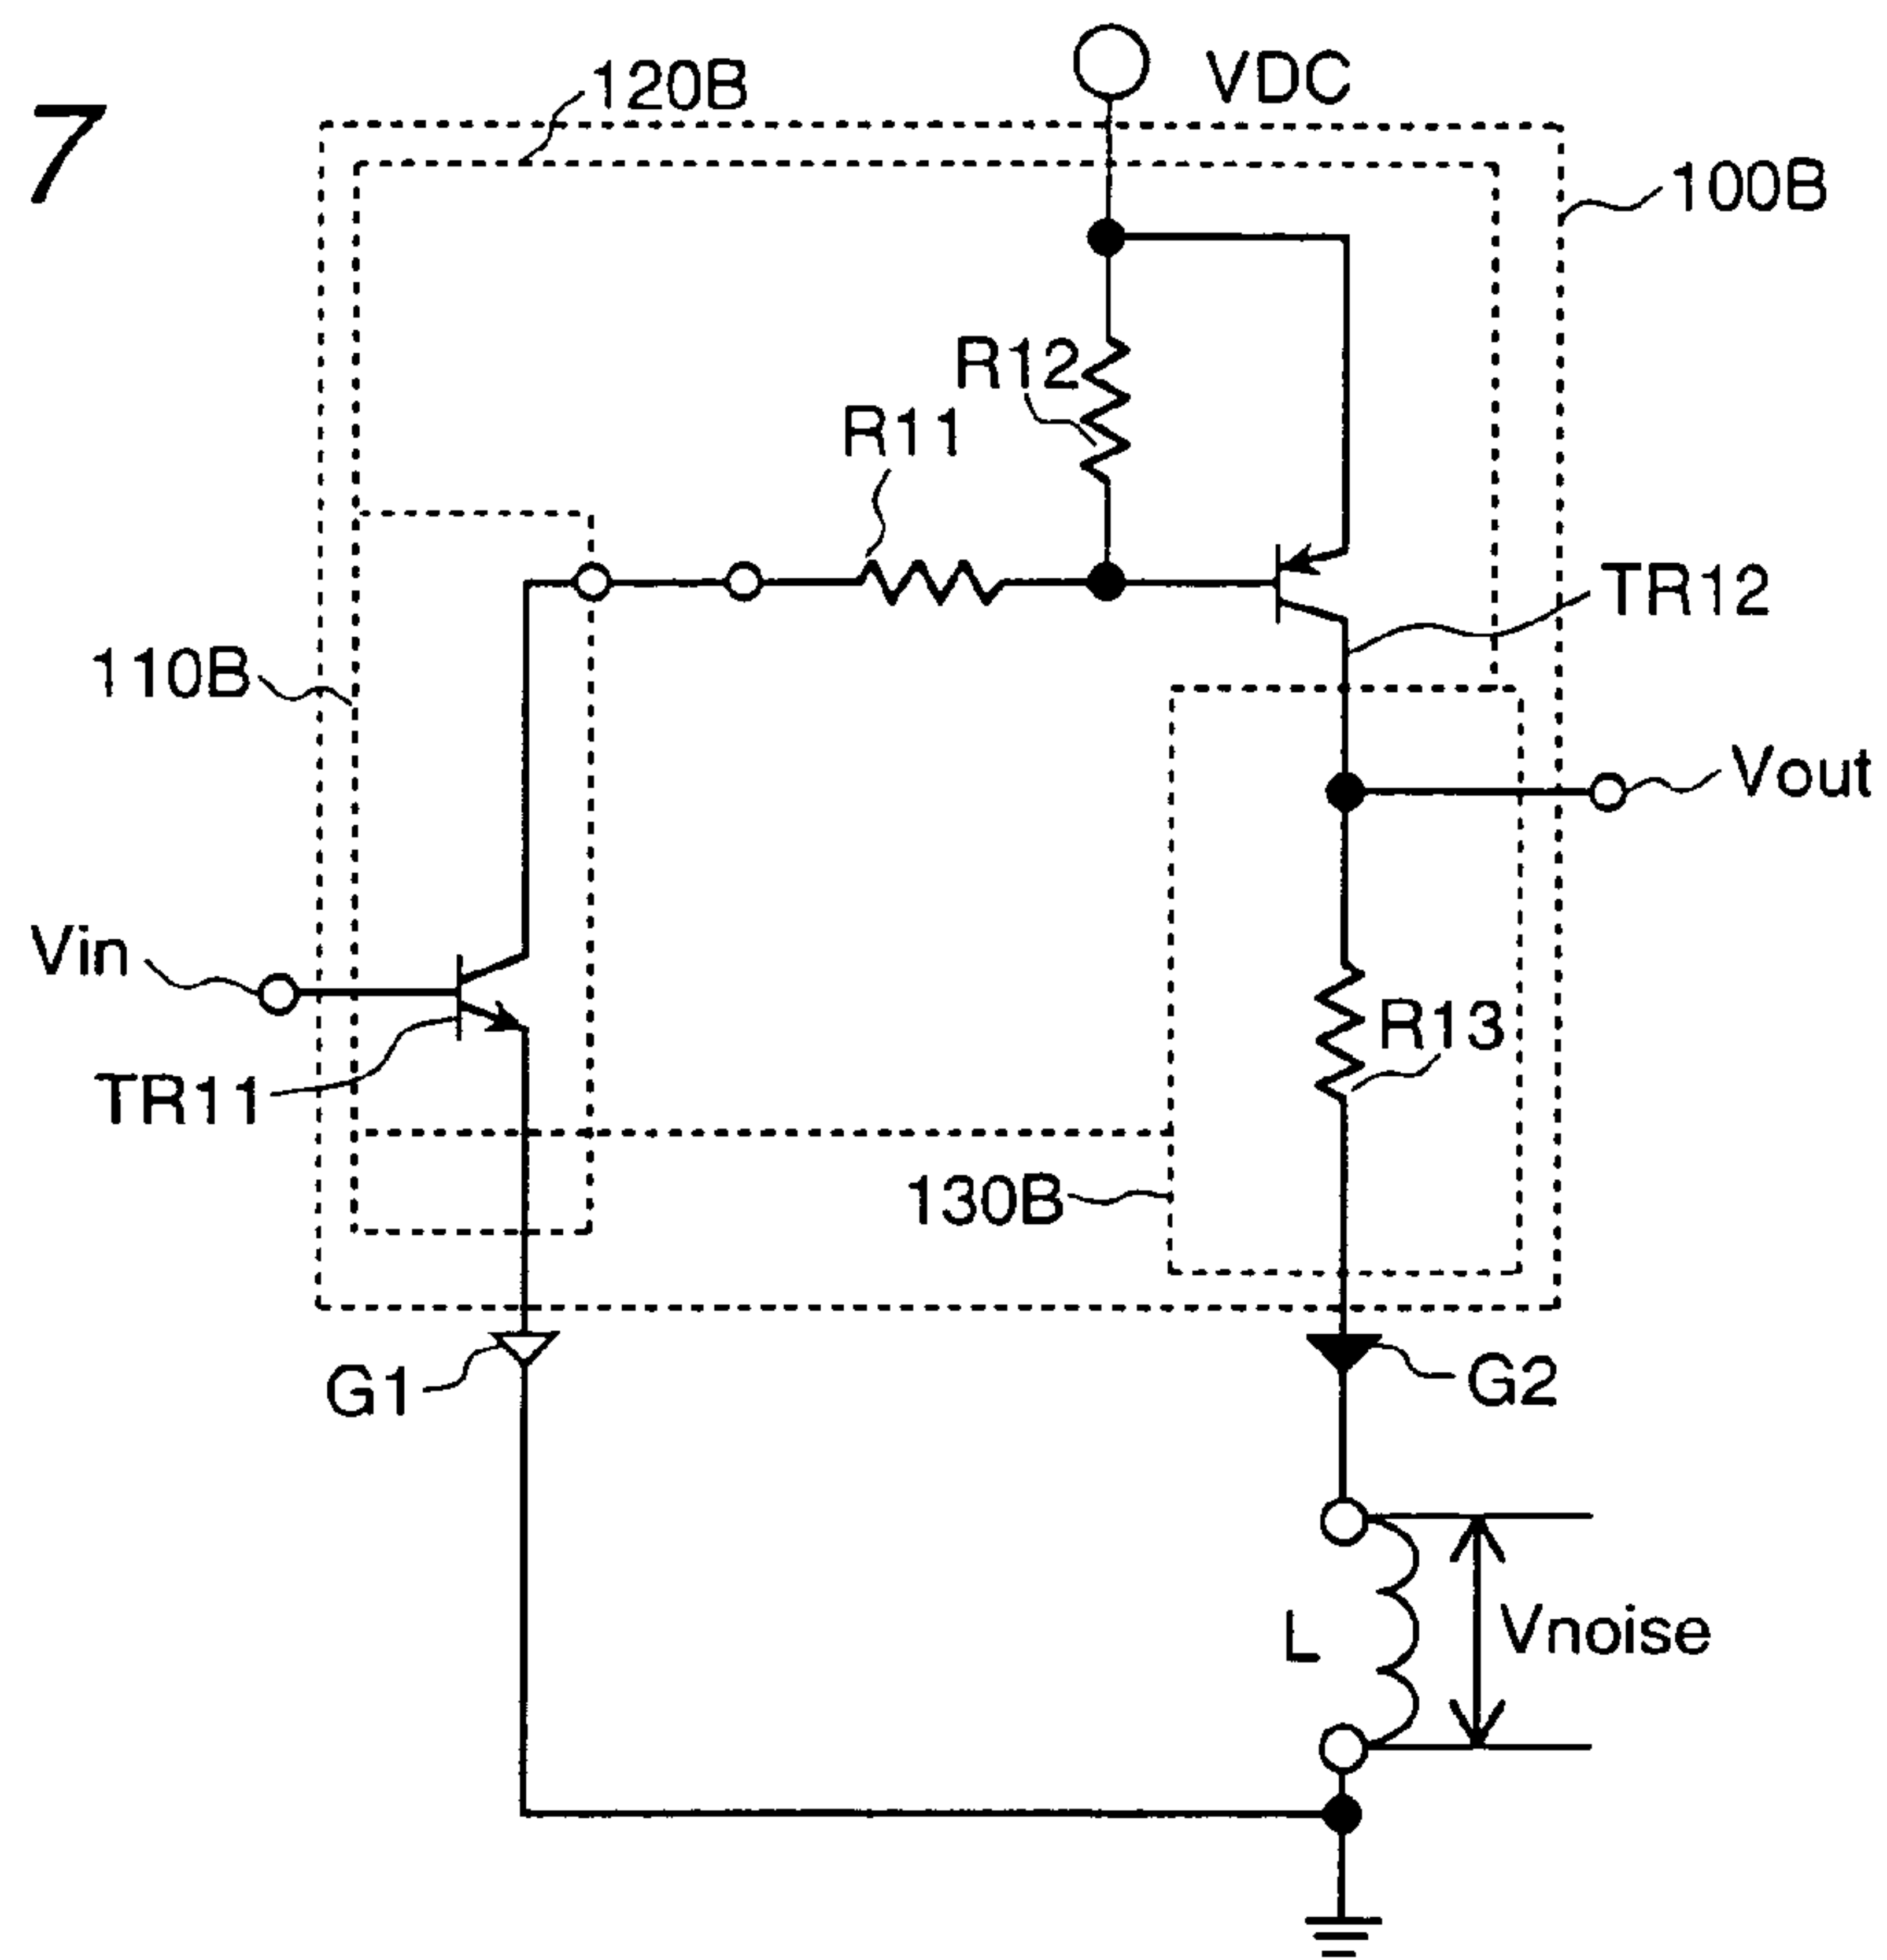 7
120B
VDC
100B
R12
R11
TR12
110B
Vout
Vin
R13
TR11
130B
G1
G2
L
Vnoise